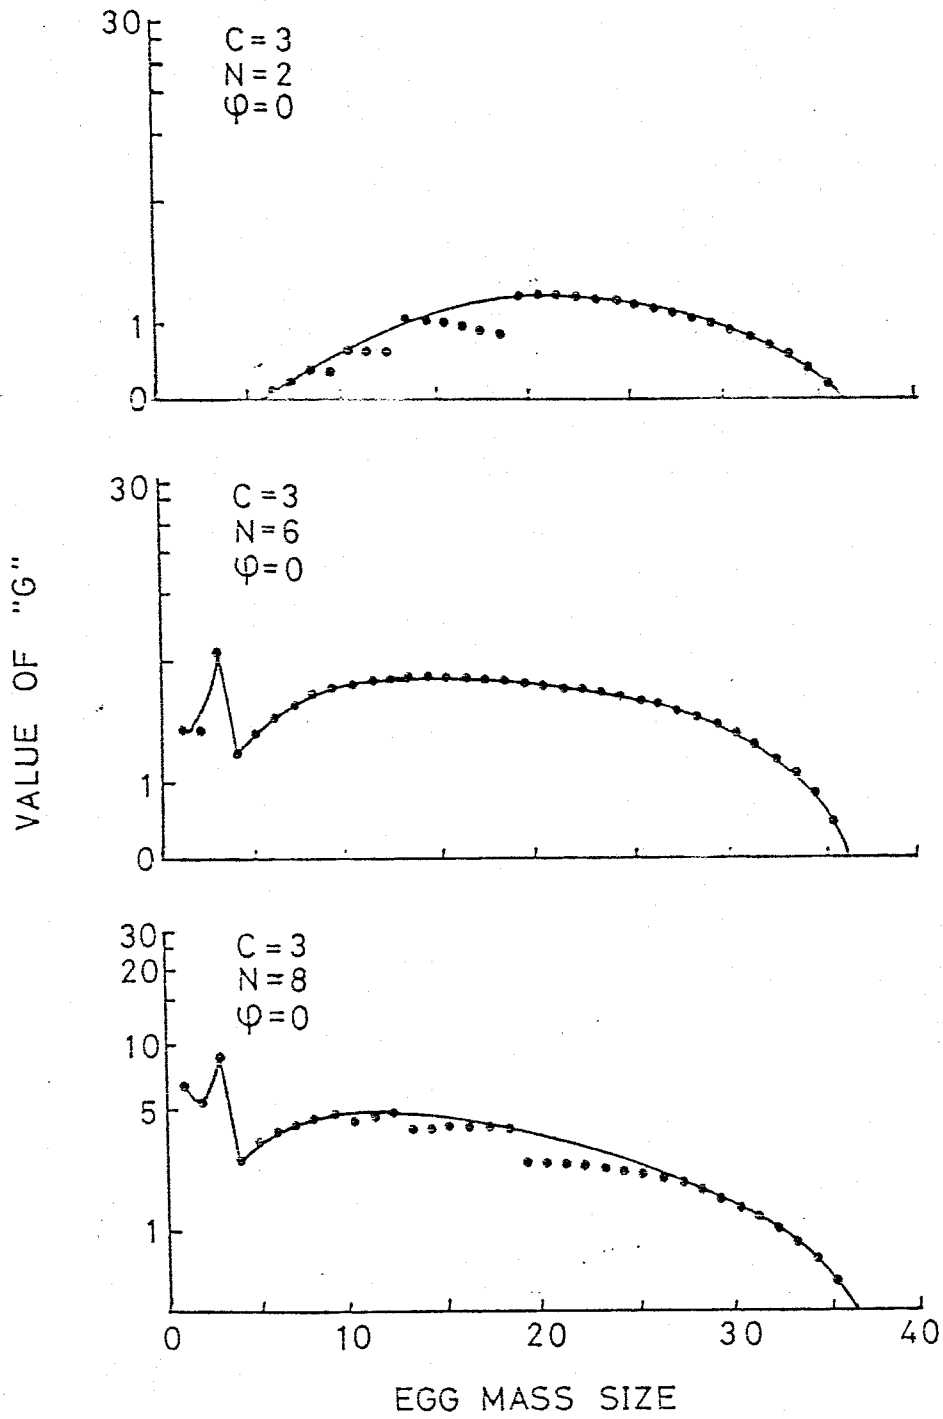 30
C=3
N=2
φ=0
1
0
30
C=3
N=6
φ=0
1
0
VALUE OF "G"
30
20
10
5
1
C=3
N=8
φ=0
0 10 20 30 40
EGG MASS SIZE